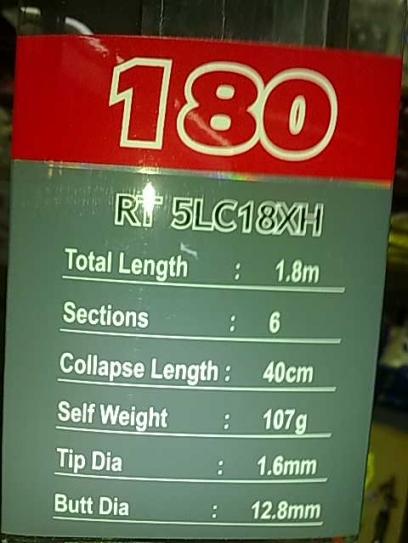 180
RT 5LC18XH
Total Length : 1.8m
Sections : 6
Collapse Length : 40cm
Self Weight : 107g
Tip Dia : 1.6mm
Butt Dia : 12.8mm